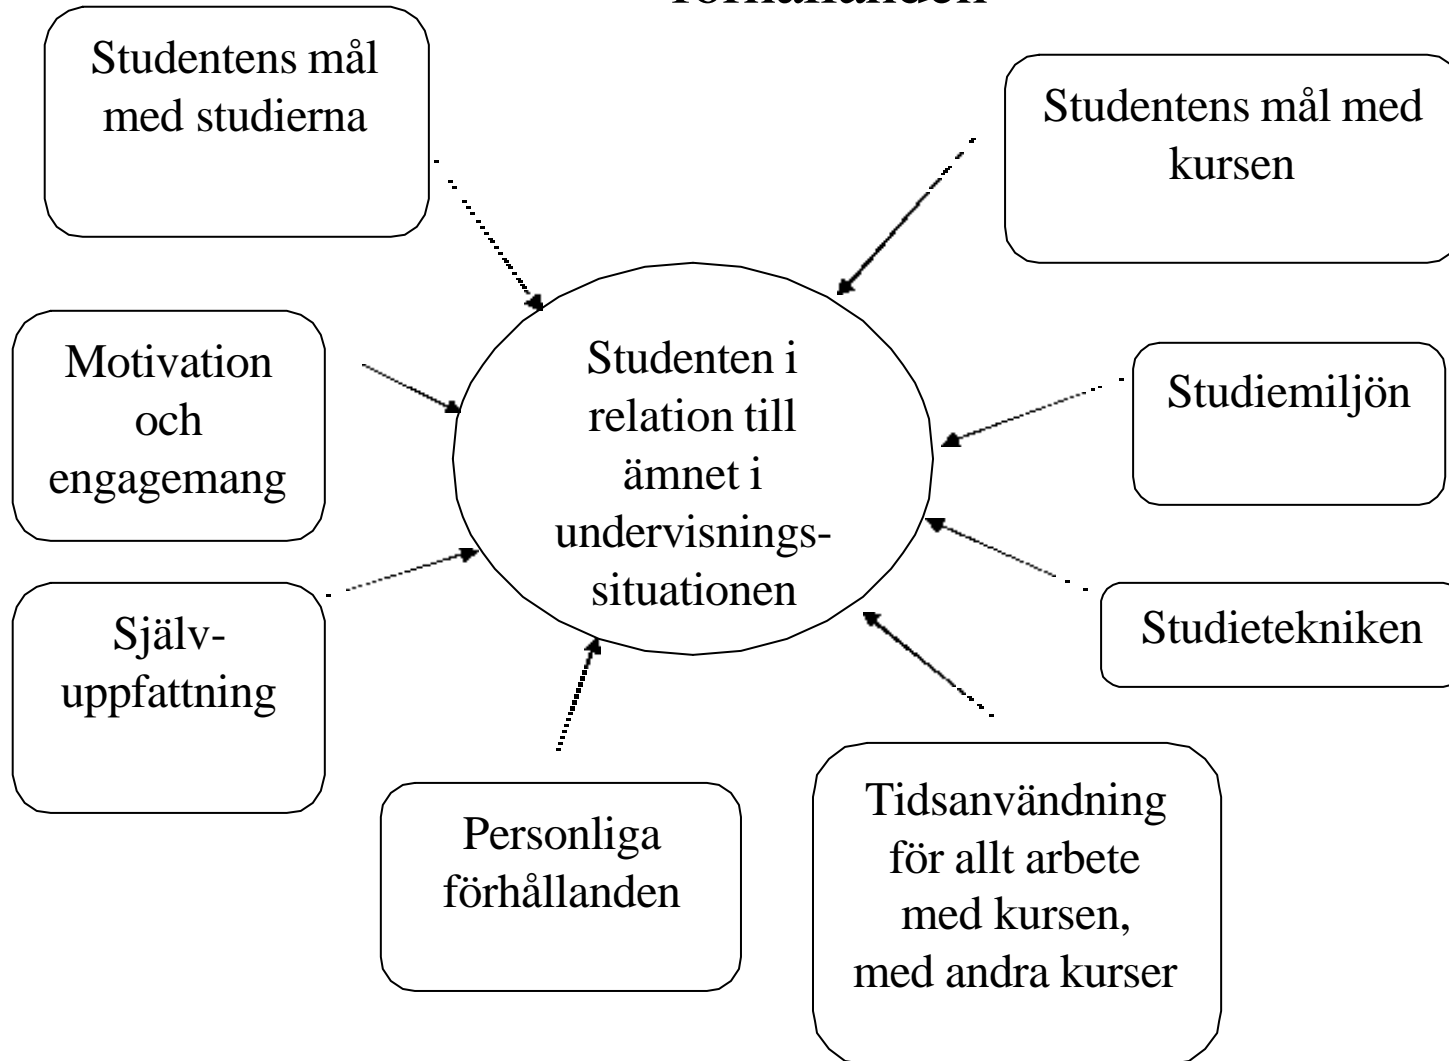 Studentens mål
med studierna
Studentens mål med
kursen
Motivation
och
engagemang
Studenten i
relation till
ämnet i
undervisnings-
situationen
Studiemiljön
Själv-
uppfattning
Studietekniken
Personliga
förhållanden
Tidsanvändning
för allt arbete
med kursen,
med andra kurser